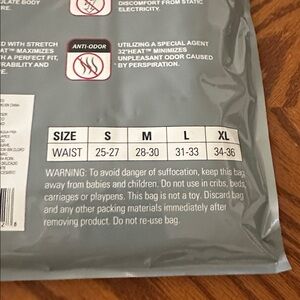 ULATE BODY
RE.
DISCOMFORT FROM STATIC
ELECTRICITY.
D WITH STRETCH
AT™ MAXIMIZES
H A PERFECT FIT,
RABILITY AND
RE.
ANTI-ODOR
UTILIZING A SPECIAL AGENT
32°HEAT™ MINIMIZES
UNPLEASANT ODOR CAUSED
BY PERSPIRATION.
SIZE S M L XL
WAIST 25-27 28-30 31-33 34-36
WARNING: To avoid danger of suffocation, keep this bag
away from babies and children. Do not use in cribs, beds,
carriages or playpens. This bag is not a toy. Discard bag
and any other packing materials immediately after
removing product. Do not re-use bag.